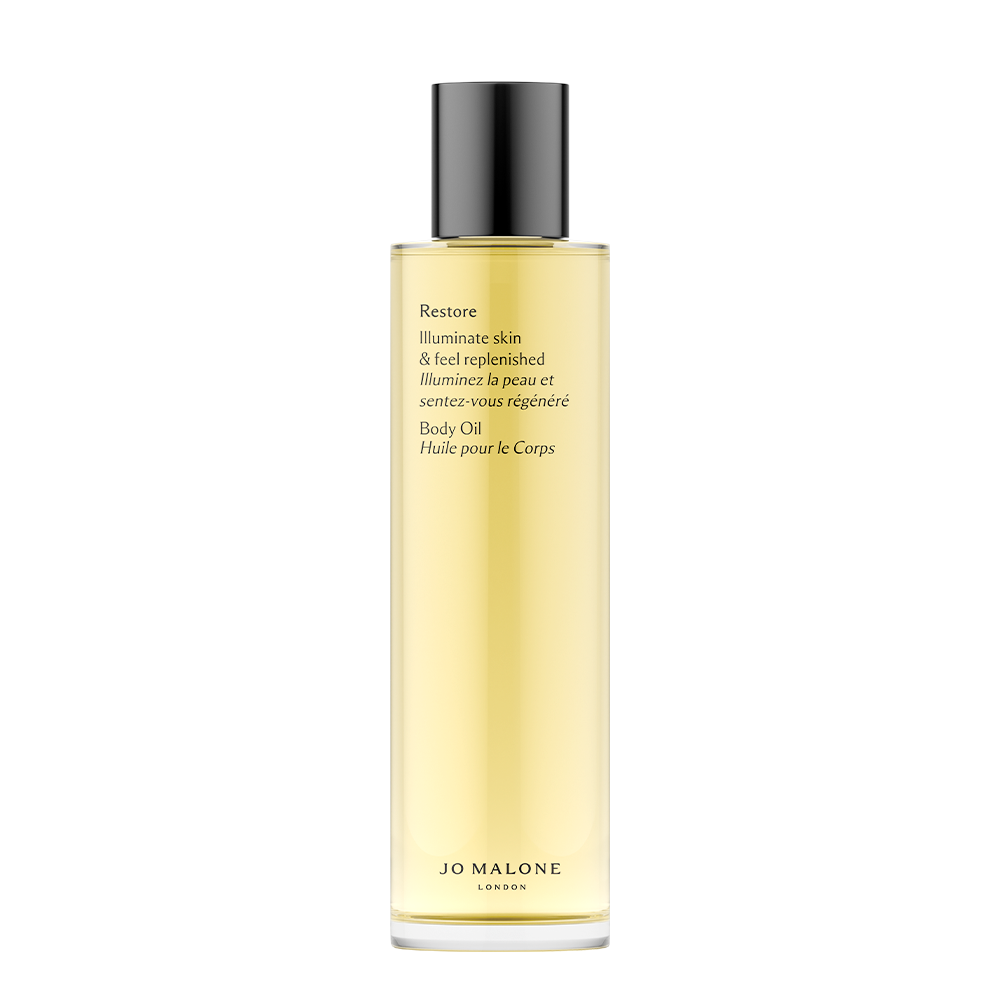 Restore
Illuminate skin
& feel replenished
Illuminez la peau et
sentez-vous régénéré
Body Oil
Huile pour le Corps
JO MALONE
LONDON